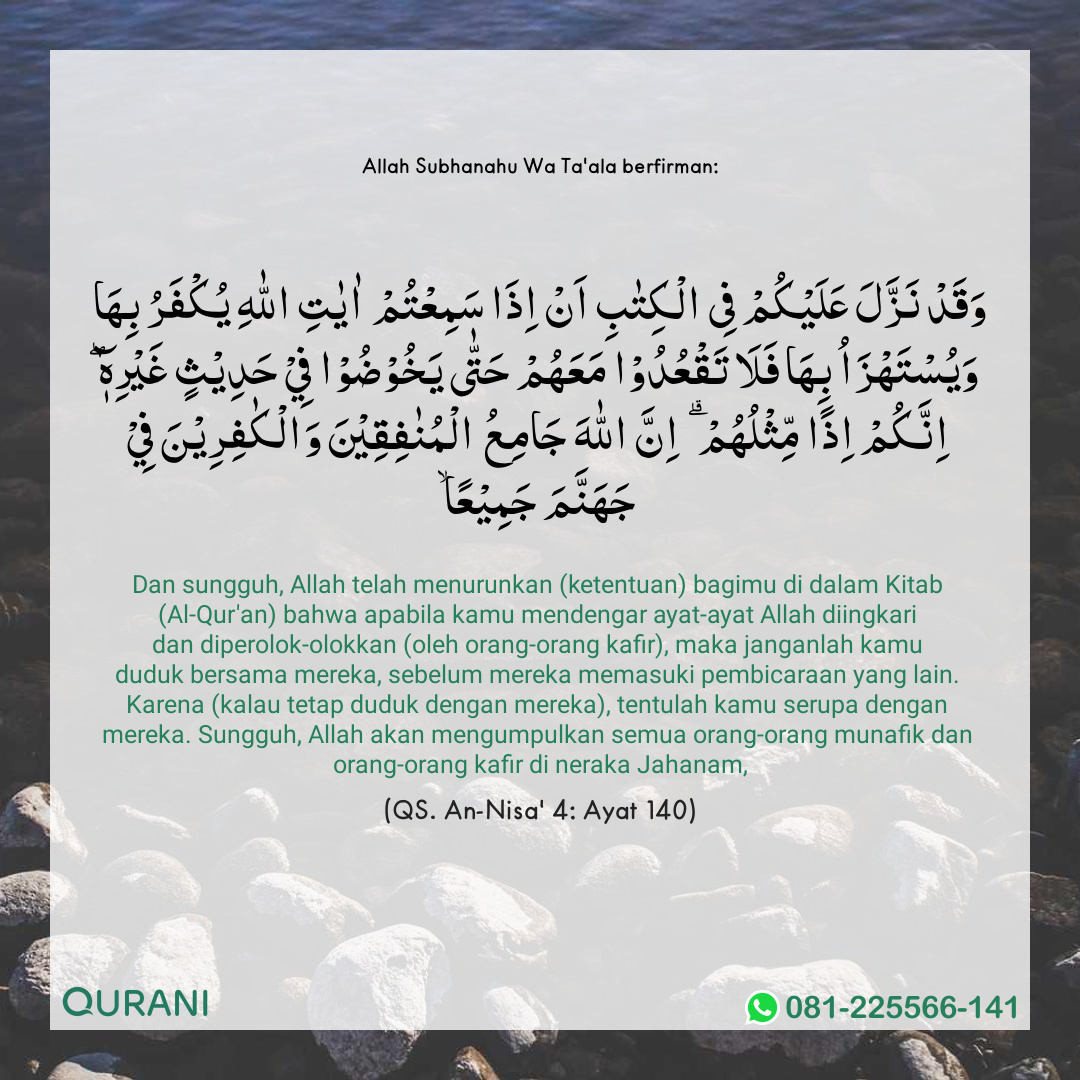 Allah Subhanahu Wa Ta'ala berfirman:
وَقَدْ نَزَّلَ عَلَيْكُمْ فِى الْـكِتٰبِ اَنْ اِذَا سَمِعْتُمْ اٰيٰتِ اللّٰهِ يُكْفَرُ بِهَا
وَيُسْتَهْزَاُ بِهَا فَلَا تَقْعُدُوْا مَعَهُمْ حَتّٰى يَخُوْضُوْا فِيْ حَدِيْثٍ غَيْرِهٖۤ ‌ ۖ
اِنَّـكُمْ اِذًا مِّثْلُهُمْ‌ ؕ اِنَّ اللّٰهَ جَامِعُ الْمُنٰفِقِيْنَ وَالْكٰفِرِيْنَ فِيْ
جَهَـنَّمَ جَمِيْعًا ۙ
Dan sungguh, Allah telah menurunkan (ketentuan) bagimu di dalam Kitab
(Al-Qur'an) bahwa apabila kamu mendengar ayat-ayat Allah diingkari
dan diperolok-olokkan (oleh orang-orang kafir), maka janganlah kamu
duduk bersama mereka, sebelum mereka memasuki pembicaraan yang lain.
Karena (kalau tetap duduk dengan mereka), tentulah kamu serupa dengan
mereka. Sungguh, Allah akan mengumpulkan semua orang-orang munafik dan
orang-orang kafir di neraka Jahanam,
(QS. An-Nisa' 4: Ayat 140)
QURANI
081-225566-141